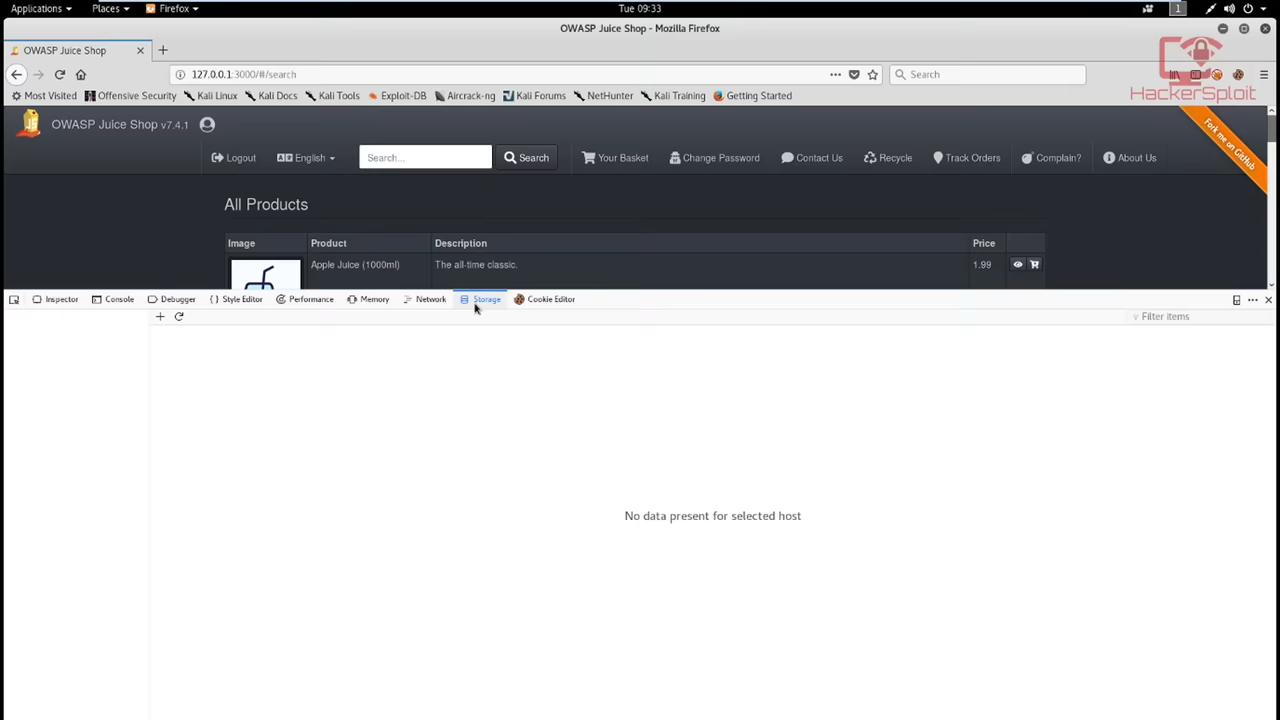 Applications Places Firefox Tue 09:33 1
OWASP Juice Shop - Mozilla Firefox
OWASP Juice Shop
127.0.0.1:3000/#/search Search
HackerSploit
Most Visited Offensive Security Kali Linux Kali Docs Kali Tools Exploit-DB Aircrack-ng Kali Forums NetHunter Kali Training Getting Started
OWASP Juice Shop v7.4.1
Fork me on GitHub
Logout English Search... Search Your Basket Change Password Contact Us Recycle Track Orders Complain? About Us
All Products
Image Product Description Price
Apple Juice (1000ml) The all-time classic. 1.99
Inspector Console Debugger Style Editor Performance Memory Network Storage Cookie Editor
Filter items
No data present for selected host